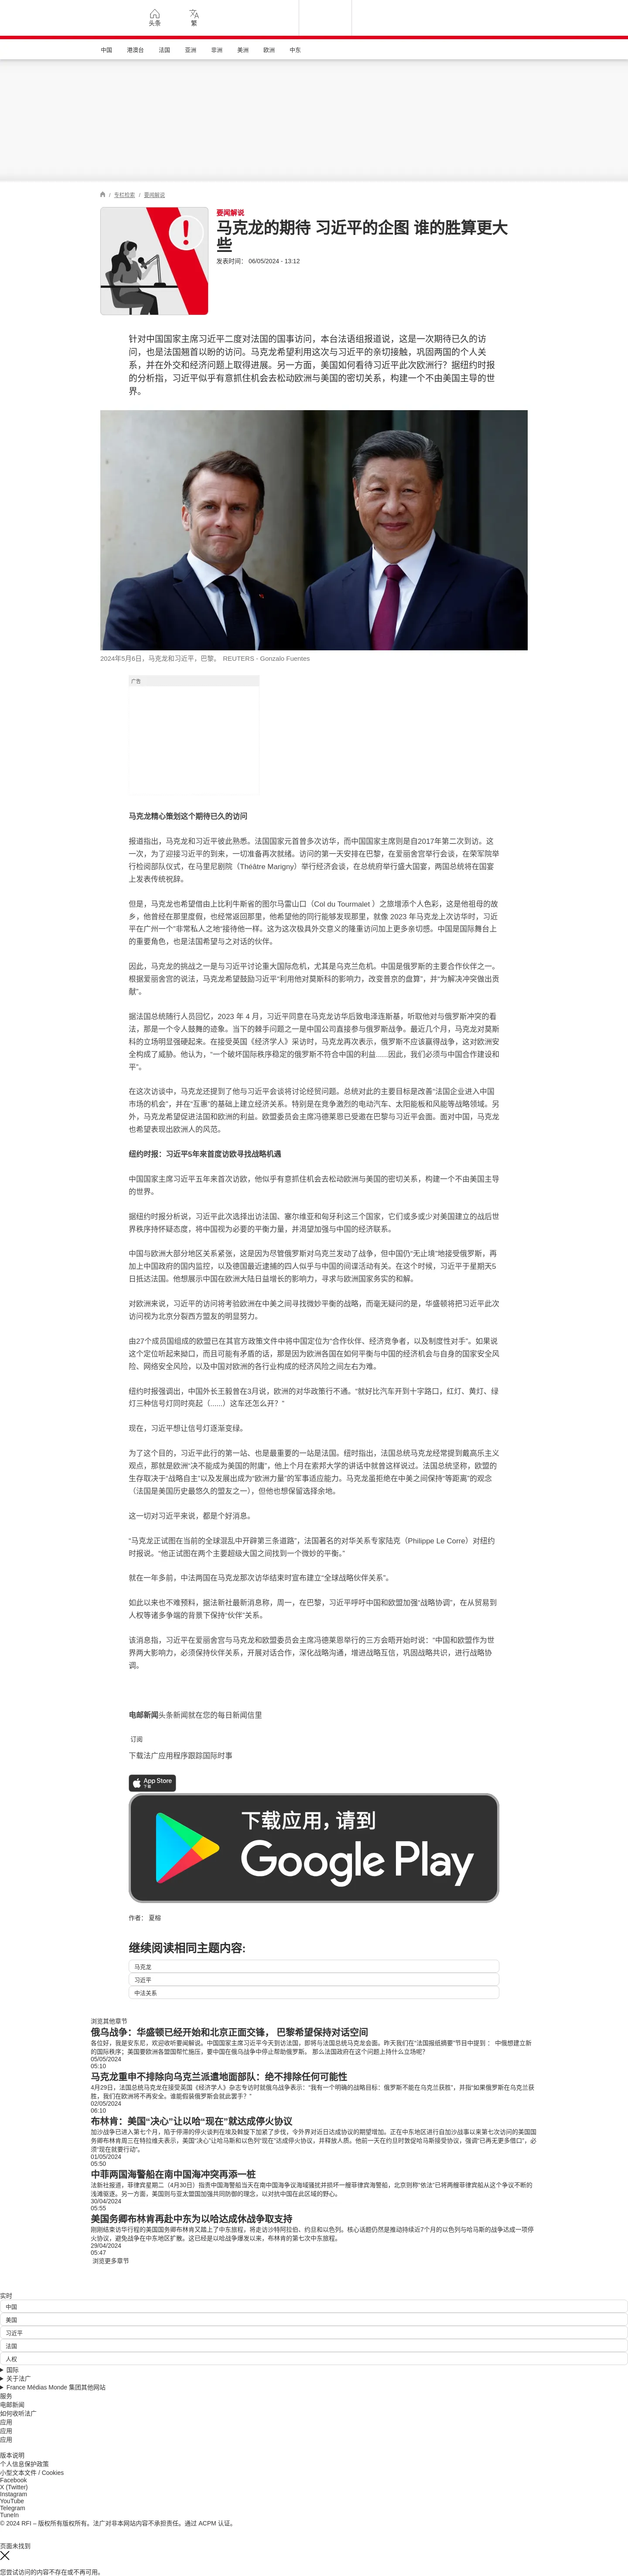 头条
繁
中国 港澳台 法国 亚洲 非洲 美洲 欧洲 中东
/ 专栏检索 / 要闻解说
要闻解说
马克龙的期待 习近平的企图 谁的胜算更大
些
发表时间： 06/05/2024 - 13:12
针对中国国家主席习近平二度对法国的国事访问，本台法语组报道说，这是一次期待已久的访
问，也是法国翘首以盼的访问。马克龙希望利用这次与习近平的亲切接触，巩固两国的个人关
系，并在外交和经济问题上取得进展。另一方面，美国如何看待习近平此次欧洲行？据纽约时报
的分析指，习近平似乎有意抓住机会去松动欧洲与美国的密切关系，构建一个不由美国主导的世
界。
2024年5月6日，马克龙和习近平，巴黎。 REUTERS - Gonzalo Fuentes
广告
马克龙精心策划这个期待已久的访问
报道指出，马克龙和习近平彼此熟悉。法国国家元首曾多次访华，而中国国家主席则是自2017年第二次到访。这
一次，为了迎接习近平的到来，一切准备再次就绪。访问的第一天安排在巴黎，在爱丽舍宫举行会谈，在荣军院举
行检阅部队仪式，在马里尼剧院（Théâtre Marigny）举行经济会谈，在总统府举行盛大国宴，两国总统将在国宴
上发表传统祝辞。
但是，马克龙也希望借由上比利牛斯省的图尔马雷山口（Col du Tourmalet ）之旅增添个人色彩，这是他祖母的故
乡，他曾经在那里度假，也经常返回那里，他希望他的同行能够发现那里，就像 2023 年马克龙上次访华时，习近
平在广州一个“非常私人之地”接待他一样。这为这次极具外交意义的隆重访问加上更多亲切感。中国是国际舞台上
的重要角色，也是法国希望与之对话的伙伴。
因此，马克龙的挑战之一是与习近平讨论重大国际危机，尤其是乌克兰危机。中国是俄罗斯的主要合作伙伴之一。
根据爱丽舍宫的说法，马克龙希望鼓励习近平“利用他对莫斯科的影响力，改变普京的盘算”，并“为解决冲突做出贡
献”。
据法国总统随行人员回忆，2023 年 4 月，习近平同意在马克龙访华后致电泽连斯基，听取他对与俄罗斯冲突的看
法，那是一个令人鼓舞的迹象。当下的棘手问题之一是中国公司直接参与俄罗斯战争。最近几个月，马克龙对莫斯
科的立场明显强硬起来。在接受英国《经济学人》采访时，马克龙再次表示，俄罗斯不应该赢得战争，这对欧洲安
全构成了威胁。他认为，“一个破坏国际秩序稳定的俄罗斯不符合中国的利益......因此，我们必须与中国合作建设和
平”。
在这次访谈中，马克龙还提到了他与习近平会谈将讨论经贸问题。总统对此的主要目标是改善“法国企业进入中国
市场的机会”，并在“互惠”的基础上建立经济关系。特别是在竞争激烈的电动汽车、太阳能板和风能等战略领域。另
外，马克龙希望促进法国和欧洲的利益。欧盟委员会主席冯德莱恩已受邀在巴黎与习近平会面。面对中国，马克龙
也希望表现出欧洲人的风范。
纽约时报：习近平5年来首度访欧寻找战略机遇
中国国家主席习近平五年来首次访欧，他似乎有意抓住机会去松动欧洲与美国的密切关系，构建一个不由美国主导
的世界。
据纽约时报分析说，习近平此次选择出访法国、塞尔维亚和匈牙利这三个国家，它们或多或少对美国建立的战后世
界秩序持怀疑态度，将中国视为必要的平衡力量，并渴望加强与中国的经济联系。
中国与欧洲大部分地区关系紧张，这是因为尽管俄罗斯对乌克兰发动了战争，但中国仍“无止境”地接受俄罗斯，再
加上中国政府的国内监控，以及德国最近逮捕的四人似乎与中国的间谍活动有关。在这个时候，习近平于星期天5
日抵达法国。他想展示中国在欧洲大陆日益增长的影响力，寻求与欧洲国家务实的和解。
对欧洲来说，习近平的访问将考验欧洲在中美之间寻找微妙平衡的战略，而毫无疑问的是，华盛顿将把习近平此次
出访视为北京分裂西方盟友的明显努力。
由27个成员国组成的欧盟已在其官方政策文件中将中国定位为“合作伙伴、经济竞争者，以及制度性对手”。如果说
这个定位听起来拗口，而且可能有矛盾的话，那是因为欧洲各国在如何平衡与中国的经济机会与自身的国家安全风
险、网络安全风险，以及中国对欧洲的各行业构成的经济风险之间左右为难。
纽约时报强调出，中国外长王毅曾在3月说，欧洲的对华政策行不通。“就好比汽车开到十字路口，红灯、黄灯、绿
灯三种信号灯同时亮起（……）这车还怎么开？”
现在，习近平想让信号灯逐渐变绿。
为了这个目的，习近平此行的第一站、也是最重要的一站是法国。纽时指出，法国总统马克龙经常提到戴高乐主义
观点，那就是欧洲“决不能成为美国的附庸”，他上个月在索邦大学的讲话中就曾这样说过。法国总统坚称，欧盟的
生存取决于“战略自主”以及发展出成为“欧洲力量”的军事适应能力。马克龙虽拒绝在中美之间保持“等距离”的观念
（法国是美国历史最悠久的盟友之一），但他也想保留选择余地。
这一切对习近平来说，都是个好消息。
“马克龙正试图在当前的全球混乱中开辟第三条道路”，法国著名的对华关系专家陆克（Philippe Le Corre）对纽约
时报说。“他正试图在两个主要超级大国之间找到一个微妙的平衡。”
就在一年多前，中法两国在马克龙那次访华结束时宣布建立“全球战略伙伴关系”。
如此以来也不难预料，据法新社最新消息称，周一，在巴黎，习近平呼吁中国和欧盟加强“战略协调”，在从贸易到
人权等诸多争端的背景下保持“伙伴”关系。
该消息指，习近平在爱丽舍宫与马克龙和欧盟委员会主席冯德莱恩举行的三方会晤开始时说：“中国和欧盟作为世
界两大影响力，必须保持伙伴关系，开展对话合作，深化战略沟通，增进战略互信，巩固战略共识，进行战略协
调。
电邮新闻头条新闻就在您的每日新闻信里
订阅
下载法广应用程序跟踪国际时事
App Store
下载
下载应用，请到
Google Play
作者： 夏榕
继续阅读相同主题内容:
马克龙
习近平
中法关系
浏览其他章节
俄乌战争：华盛顿已经开始和北京正面交锋， 巴黎希望保持对话空间
各位好，我是安东尼，欢迎收听要闻解说。中国国家主席习近平今天到访法国，即将与法国总统马克龙会面。昨天我们在“法国报纸摘要”节目中提到 ： 中俄想建立新
的国际秩序；美国要欧洲各盟国帮忙施压，要中国在俄乌战争中停止帮助俄罗斯。 那么法国政府在这个问题上持什么立场呢?
05/05/2024
05:10
马克龙重申不排除向乌克兰派遣地面部队：绝不排除任何可能性
4月29日，法国总统马克龙在接受英国《经济学人》杂志专访时就俄乌战争表示：“我有一个明确的战略目标：俄罗斯不能在乌克兰获胜”，并指“如果俄罗斯在乌克兰获
胜，我们在欧洲将不再安全。谁能假装俄罗斯会就此罢手？”
02/05/2024
06:10
布林肯：美国“决心”让以哈“现在”就达成停火协议
加沙战争已进入第七个月，陷于停滞的停火谈判在埃及斡旋下加紧了步伐，令外界对近日达成协议的期望增加。正在中东地区进行自加沙战事以来第七次访问的美国国
务卿布林肯周三在特拉维夫表示，美国“决心”让哈马斯和以色列“现在”达成停火协议，并释放人质。他前一天在约旦时敦促哈马斯接受协议，强调“已再无更多借口”，必
须“现在就要行动”。
01/05/2024
05:50
中菲两国海警船在南中国海冲突再添一桩
法新社报道，菲律宾星期二（4月30日）指责中国海警船当天在南中国海争议海域骚扰并损坏一艘菲律宾海警船，北京则称“依法”已将两艘菲律宾船从这个争议不断的
浅滩驱逐。另一方面，美国则与亚太盟国加强共同防御的理念，以对抗中国在此区域的野心。
30/04/2024
05:55
美国务卿布林肯再赴中东为以哈达成休战争取支持
刚刚结束访华行程的美国国务卿布林肯又踏上了中东旅程，将走访沙特阿拉伯、约旦和以色列。核心话题仍然是推动持续近7个月的以色列与哈马斯的战争达成一项停
火协议，避免战争在中东地区扩散。这已经是以哈战争爆发以来，布林肯的第七次中东旅程。
29/04/2024
05:47
浏览更多章节
实时
中国
美国
习近平
法国
人权
国际
关于法广
France Médias Monde 集团其他网站
服务
电邮新闻
如何收听法广
应用
应用
应用
版本说明
个人信息保护政策
小型文本文件 / Cookies
Facebook
X (Twitter)
Instagram
YouTube
Telegram
TuneIn
© 2024 RFI – 版权所有版权所有。法广对非本网站内容不承担责任。通过 ACPM 认证。
页面未找到
您尝试访问的内容不存在或不再可用。